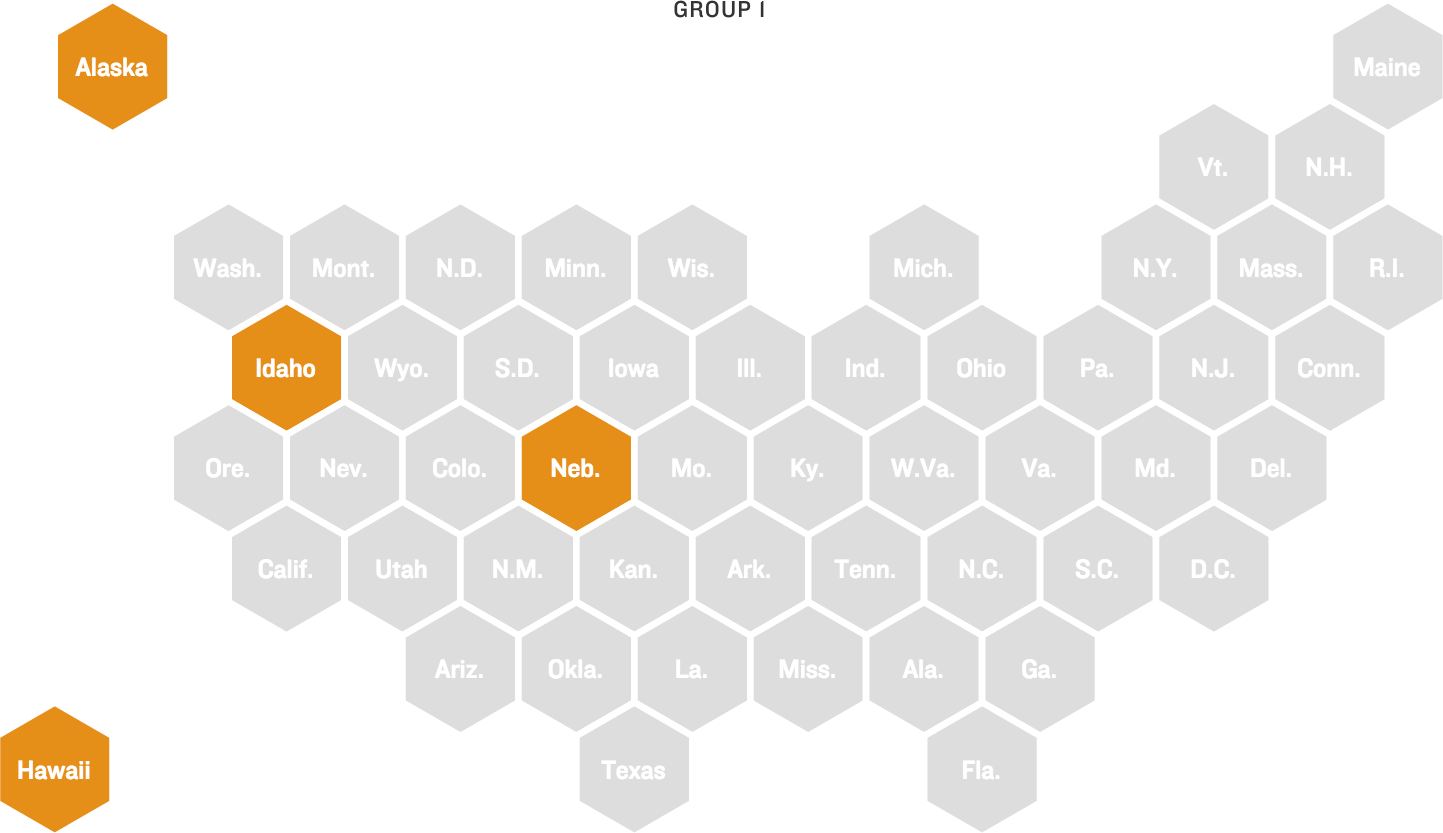 GROUP 1
Alaska
Maine
Vt.
N.H.
Wash.
Mont.
N.D.
Minn.
Wis.
Mich.
N.Y.
Mass.
R.I.
Idaho
Wyo.
S.D.
Iowa
Ill.
Ind.
Ohio
Pa.
N.J.
Conn.
Ore.
Nev.
Colo.
Neb.
Mo.
Ky.
W.Va.
Va.
Md.
Del.
Calif.
Utah
N.M.
Kan.
Ark.
Tenn.
N.C.
S.C.
D.C.
Ariz.
Okla.
La.
Miss.
Ala.
Ga.
Hawaii
Texas
Fla.